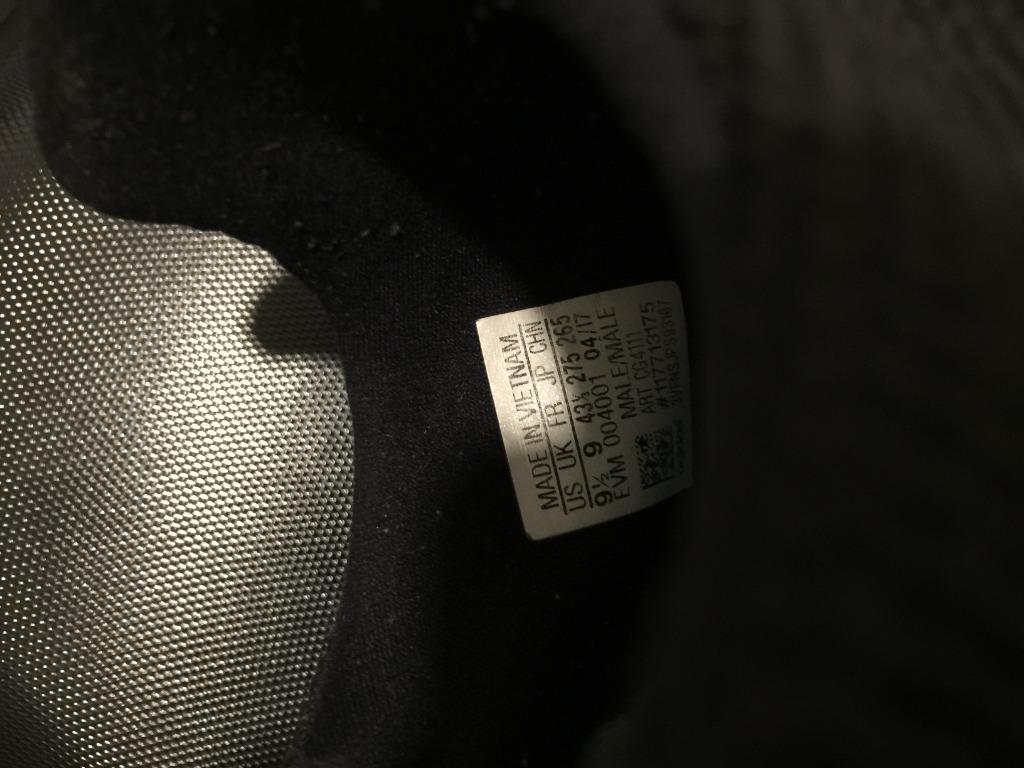 MADE IN VIETNAM
US UK FR JP CHN
9½ 9 43⅓ 275 265
EVM 004001 04/17
MALE/MALE
ART CG4111
#117713175